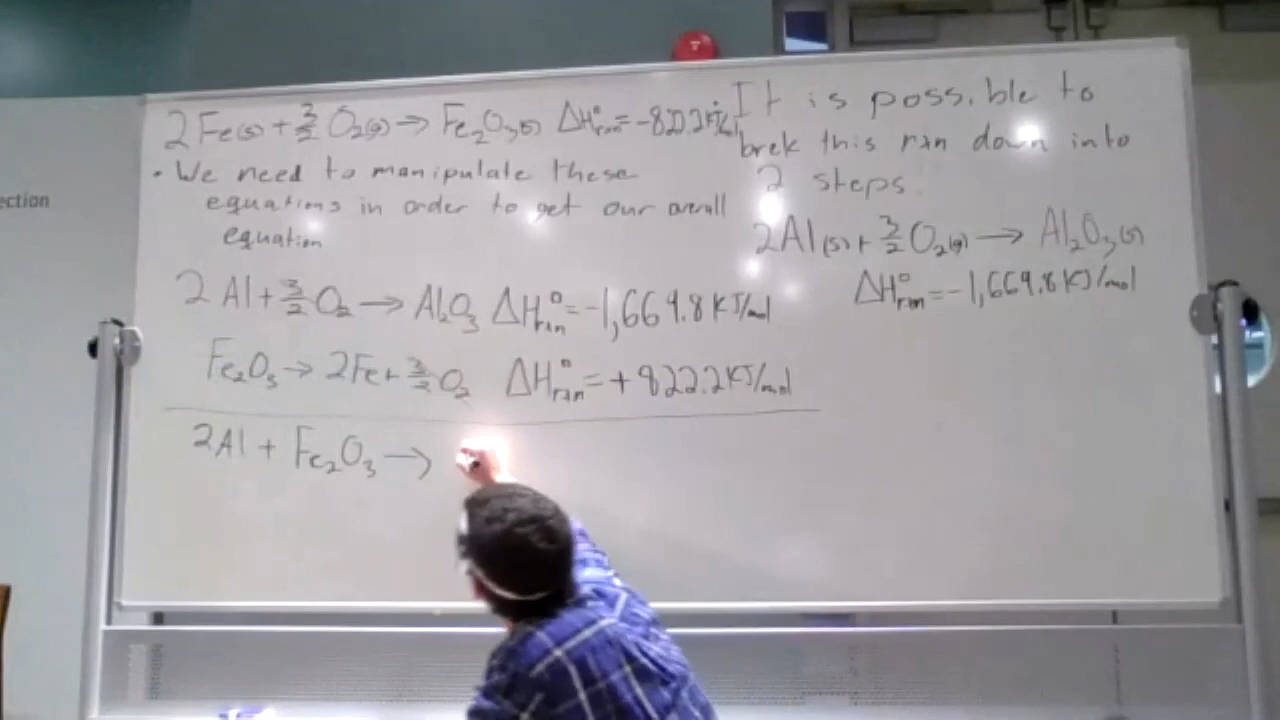 ection
2Fe(s) + 3/2 O₂(g) → Fe₂O₃(s) ΔH°rxn = -822.2 KJ/mol
• We need to manipulate these
equations in order to get our overall
equation
2Al + 3/2 O₂ → Al₂O₃ ΔH°rxn = -1,669.8 KJ/mol
Fe₂O₃ → 2Fe + 3/2 O₂ ΔH°rxn = +822.2 KJ/mol
2Al + Fe₂O₃ →
It is possible to
brek this rxn down into
2 steps.
2Al(s) + 3/2 O₂(g) → Al₂O₃(s)
ΔH°rxn = -1,669.8 KJ/mol